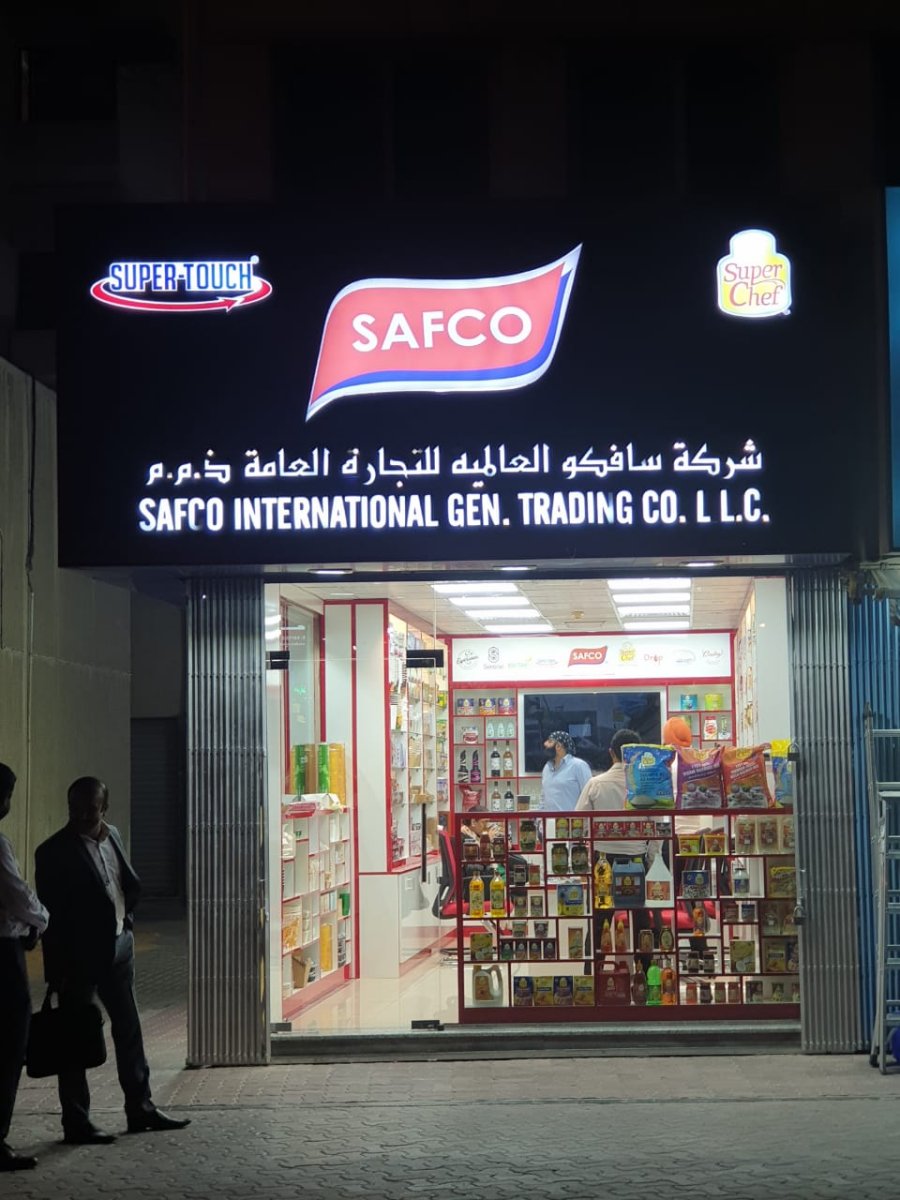 SUPER-TOUCH
SAFCO
Super
Chef
شركة سافكو العالميه للتجارة العامة ذ.م.م
SAFCO INTERNATIONAL GEN. TRADING CO. L L.C.
SAFCO